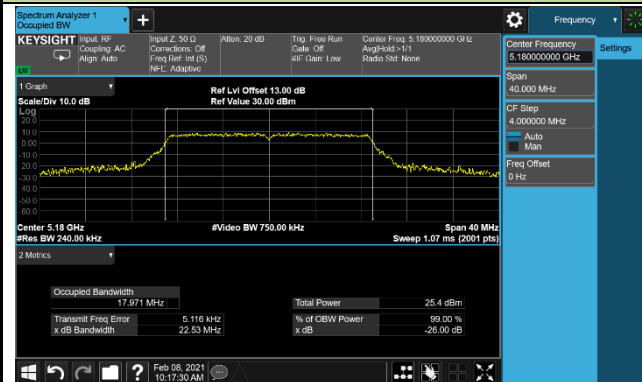 Spectrum Analyzer 1
Occupied BW
Frequency
KEYSIGHT
Input: RF
Coupling: AC
Align: Auto
Input Z: 50 Ω
Corrections: Off
Freq Ref: Int (S)
NFE: Adaptive
Atten: 20 dB
Trig: Free Run
Gate: Off
#IF Gain: Low
Center Freq: 5.180000000 GHz
Avg|Hold:>1/1
Radio Std: None
LXI
Center Frequency
5.180000000 GHz
Settings
Span
40.000 MHz
CF Step
4.000000 MHz
Auto
Man
Freq Offset
0 Hz
1 Graph
Scale/Div 10.0 dB
Ref Lvl Offset 13.00 dB
Ref Value 30.00 dBm
Log
20.0
10.0
0.00
-10.0
-20.0
-30.0
-40.0
-50.0
-60.0
Center 5.18 GHz
#Res BW 240.00 kHz
#Video BW 750.00 kHz
Span 40 MHz
Sweep 1.07 ms (2001 pts)
2 Metrics
Occupied Bandwidth
17.971 MHz
Transmit Freq Error 5.116 kHz
x dB Bandwidth 22.53 MHz
Total Power 25.4 dBm
% of OBW Power 99.00 %
x dB -26.00 dB
Feb 08, 2021
10:17:30 AM